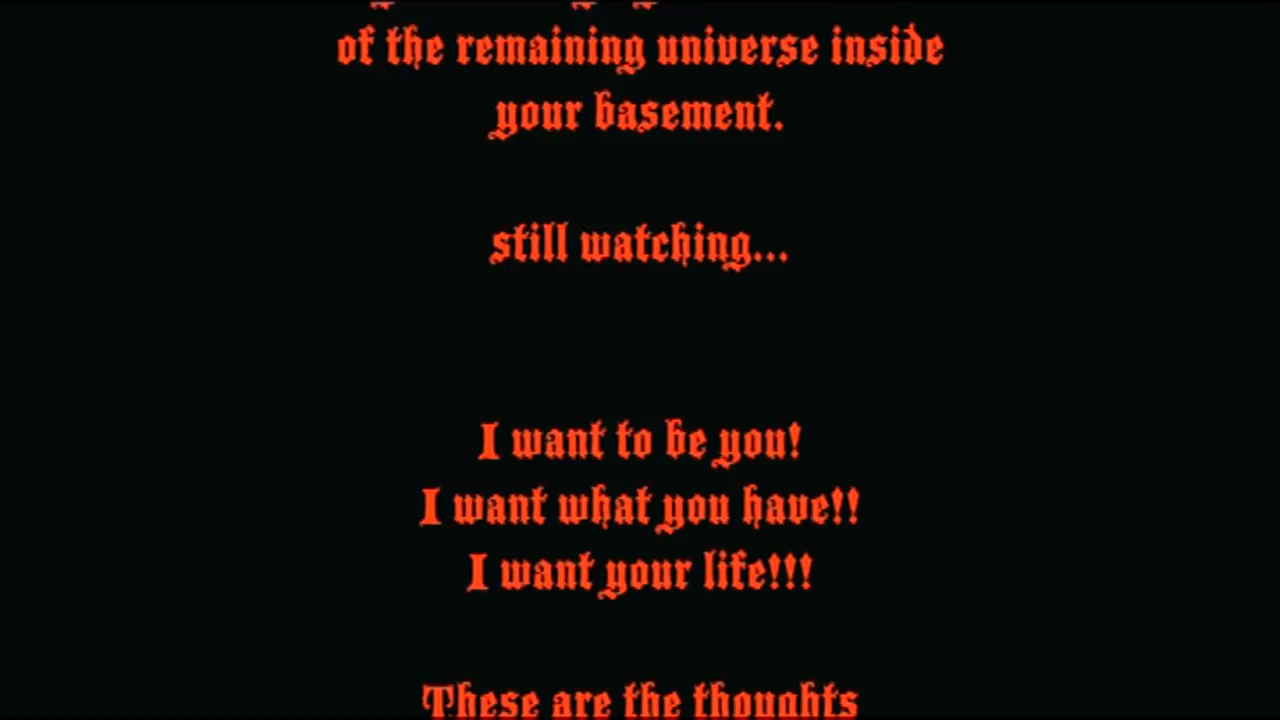 of the remaining universe inside
your basement.
still watching...
I want to be you!
I want what you have!!
I want your life!!!
These are the thoughts